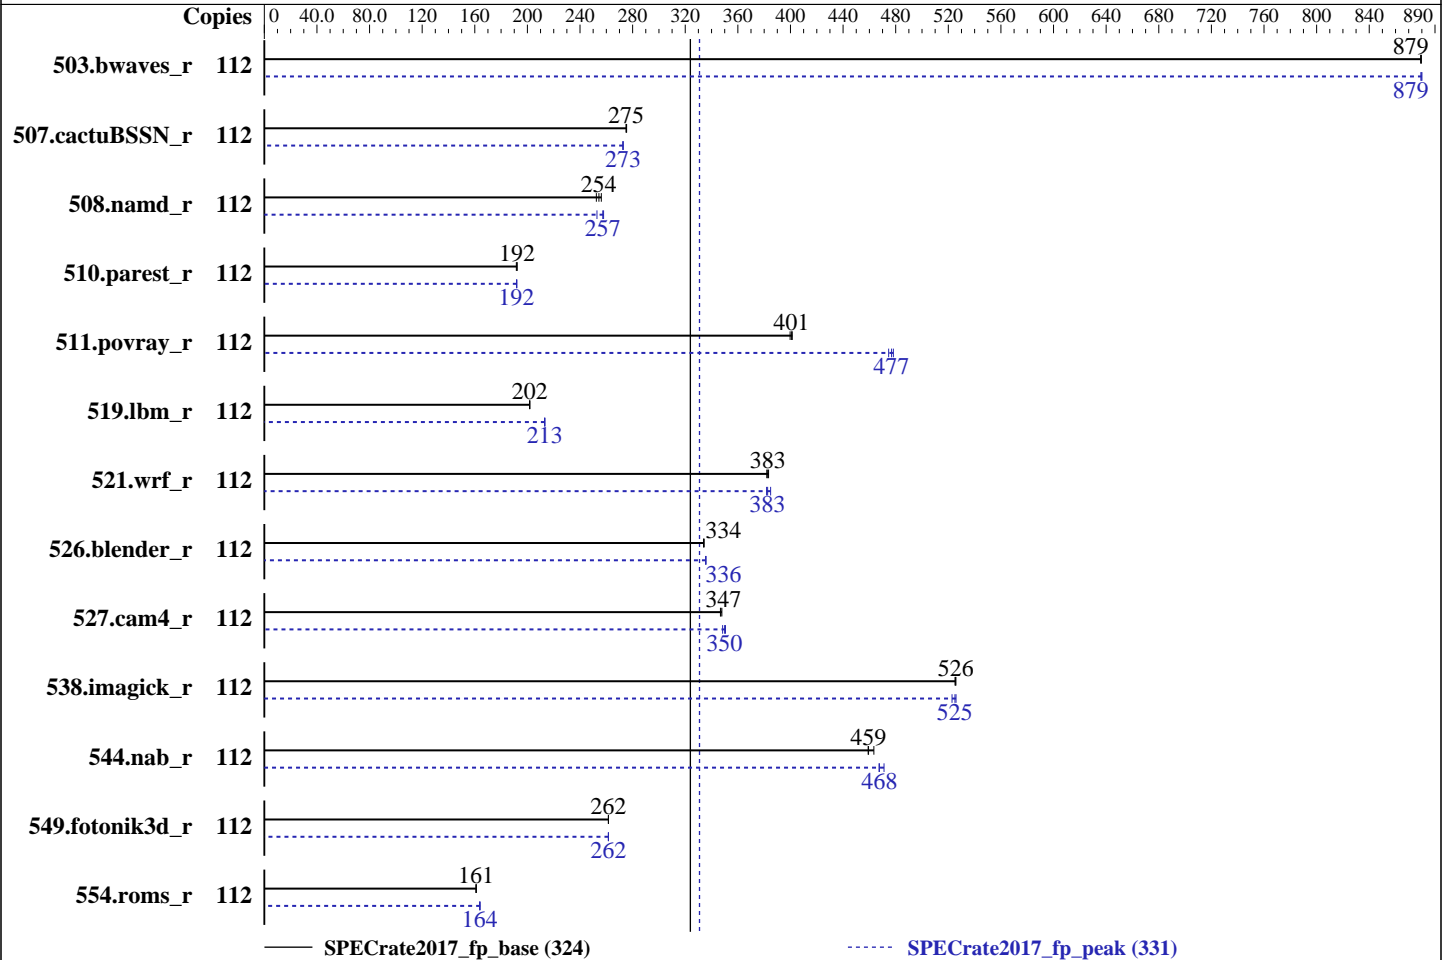 Copies 0 40.0 80.0 120 160 200 240 280 320 360 400 440 480 520 560 600 640 680 720 760 800 840 890
879
503.bwaves_r 112
879
275
507.cactuBSSN_r 112
273
254
508.namd_r 112
257
192
510.parest_r 112
192
401
511.povray_r 112
477
202
519.lbm_r 112
213
383
521.wrf_r 112
383
334
526.blender_r 112
336
347
527.cam4_r 112
350
526
538.imagick_r 112
525
459
544.nab_r 112
468
262
549.fotonik3d_r 112
262
161
554.roms_r 112
164
SPECrate2017_fp_base (324) SPECrate2017_fp_peak (331)